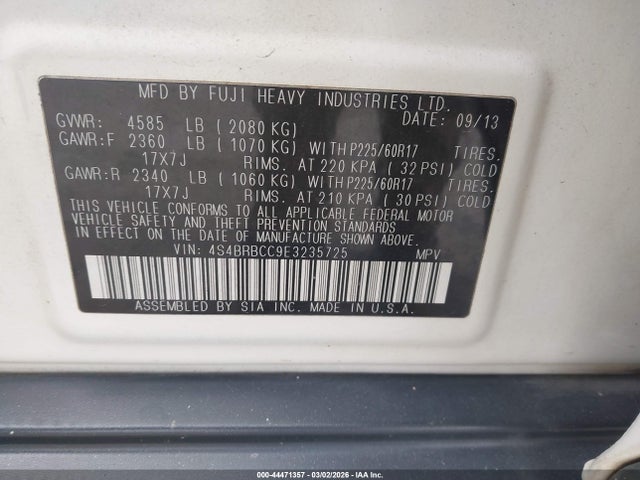 MFD BY FUJI HEAVY INDUSTRIES LTD.
GVWR: 4585 LB ( 2080 KG) DATE: 09/13
GAWR:F 2360 LB ( 1070 KG) WITH P225/60R17 TIRES.
17X7J RIMS. AT 220 KPA ( 32 PSI) COLD
GAWR:R 2340 LB ( 1060 KG) WITH P225/60R17 TIRES.
17X7J RIMS. AT 210 KPA ( 30 PSI) COLD
THIS VEHICLE CONFORMS TO ALL APPLICABLE FEDERAL MOTOR
VEHICLE SAFETY AND THEFT PREVENTION STANDARDS
IN EFFECT ON THE DATE OF MANUFACTURE SHOWN ABOVE.
VIN: 4S4BRBCC9E3235725 MPV
ASSEMBLED BY SIA INC. IN U.S.A.
000-44471357 | 03/02/2026 - IAA Inc.